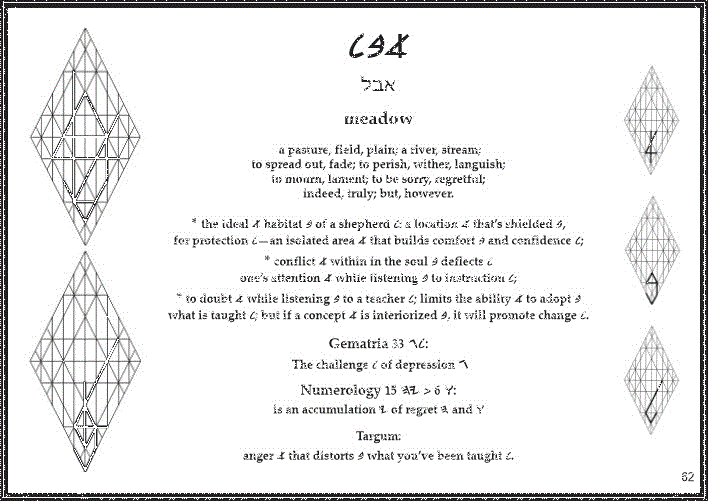 𐤀𐤁𐤋
אבל
meadow
a pasture, field, plain; a river, stream;
to spread out, fade; to perish, wither, languish;
to mourn, lament; to be sorry, regretful;
indeed, truly; but, however.
* the ideal 𐤀 habitat 𐤁 of a shepherd 𐤋: a location 𐤀 that's shielded 𐤁,
for protection 𐤋—an isolated area 𐤀 that builds comfort 𐤁 and confidence 𐤋;
* conflict 𐤀 within in the soul 𐤁 deflects 𐤋
one's attention 𐤀 while listening 𐤁 to instruction 𐤋;
* to doubt 𐤀 while listening 𐤁 to a teacher 𐤋; limits the ability 𐤀 to adopt 𐤁
what is taught 𐤋; but if a concept 𐤀 is interiorized 𐤁, it will promote change 𐤋.
Gematria 33 𐤋𐤂:
The challenge 𐤋 of depression 𐤂
Numerology 15 𐤉𐤄 > 6 𐤅:
is an accumulation 𐤉 of regret 𐤄 and 𐤅
Targum:
anger 𐤀 that distorts 𐤁 what you've been taught 𐤋.
62